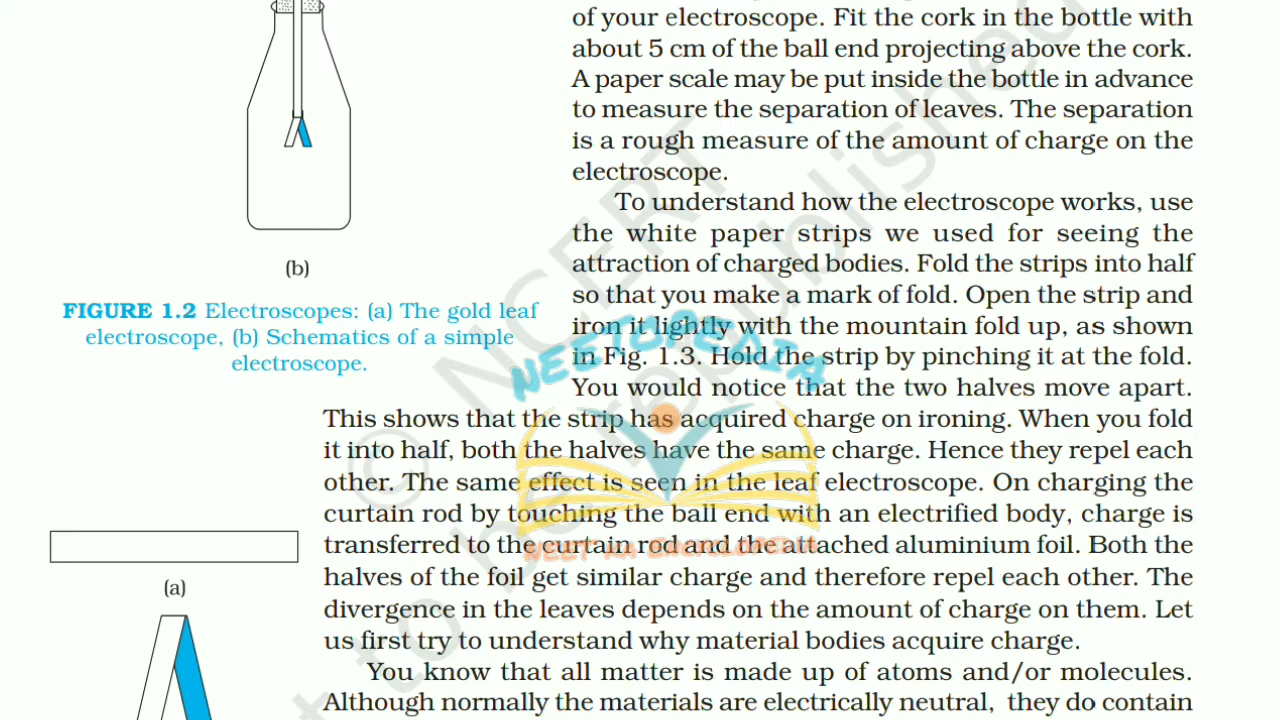 of your electroscope. Fit the cork in the bottle with
about 5 cm of the ball end projecting above the cork.
A paper scale may be put inside the bottle in advance
to measure the separation of leaves. The separation
is a rough measure of the amount of charge on the
electroscope.
To understand how the electroscope works, use
the white paper strips we used for seeing the
attraction of charged bodies. Fold the strips into half
so that you make a mark of fold. Open the strip and
iron it lightly with the mountain fold up, as shown
in Fig. 1.3. Hold the strip by pinching it at the fold.
You would notice that the two halves move apart.
This shows that the strip has acquired charge on ironing. When you fold
it into half, both the halves have the same charge. Hence they repel each
other. The same effect is seen in the leaf electroscope. On charging the
curtain rod by touching the ball end with an electrified body, charge is
transferred to the curtain rod and the attached aluminium foil. Both the
halves of the foil get similar charge and therefore repel each other. The
divergence in the leaves depends on the amount of charge on them. Let
us first try to understand why material bodies acquire charge.
You know that all matter is made up of atoms and/or molecules.
Although normally the materials are electrically neutral, they do contain
(b)
FIGURE 1.2 Electroscopes: (a) The gold leaf
electroscope, (b) Schematics of a simple
electroscope.
(a)
© NCERT
to be republished
NEETOPEDIA